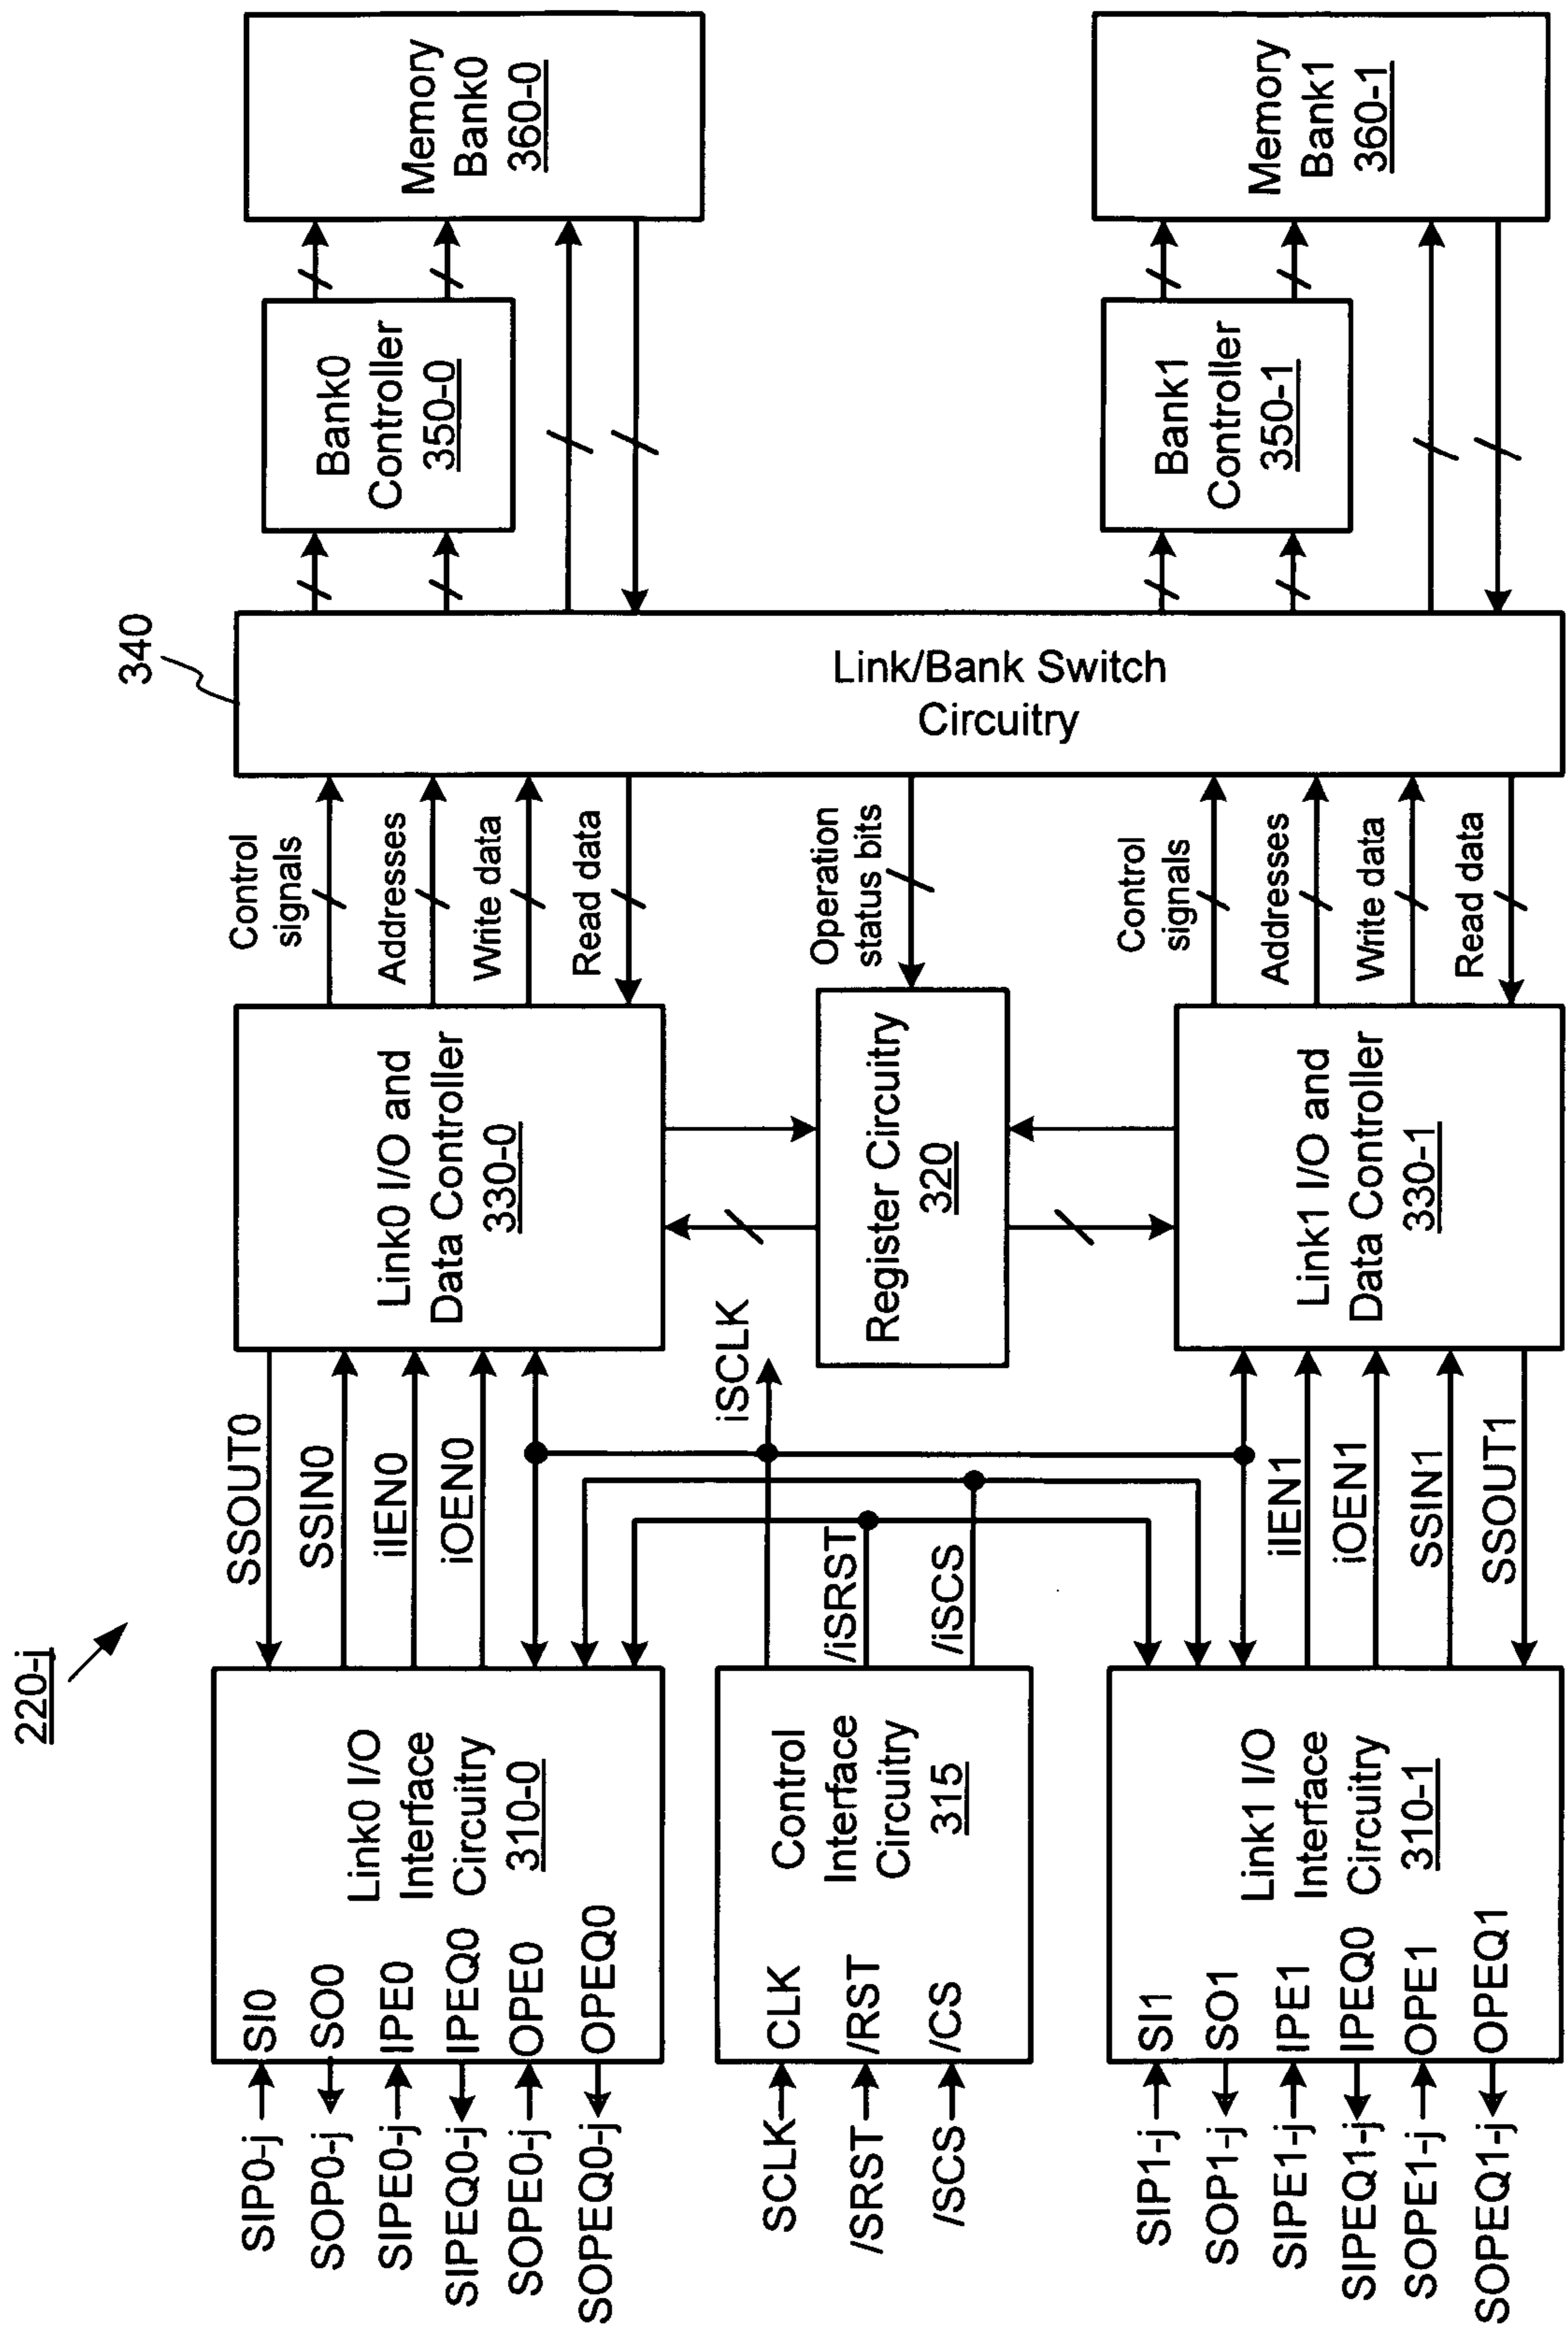 220-j
SIP0-j
SOP0-j
SIPE0-j
SIPEQ0-j
SOPE0-j
SOPEQ0-j
SI0
SO0
IPE0
IPEQ0
OPE0
OPEQ0
Link0 I/O
Interface
Circuitry
310-0
SSOUT0
SSIN0
iIEN0
iOEN0
Link0 I/O and
Data Controller
330-0
Control
signals
Addresses
Write data
Read data
340
Link/Bank Switch
Circuitry
Bank0
Controller
350-0
Memory
Bank0
360-0
SCLK
/SRST
/SCS
CLK
/RST
/CS
Control
Interface
Circuitry
315
iSCLK
/iSRST
/iSCS
Register Circuitry
320
Operation
status bits
SIP1-j
SOP1-j
SIPE1-j
SIPEQ1-j
SOPE1-j
SOPEQ1-j
SI1
SO1
IPE1
IPEQ0
OPE1
OPEQ1
Link1 I/O
Interface
Circuitry
310-1
iIEN1
iOEN1
SSIN1
SSOUT1
Link1 I/O and
Data Controller
330-1
Control
signals
Addresses
Write data
Read data
Bank1
Controller
350-1
Memory
Bank1
360-1